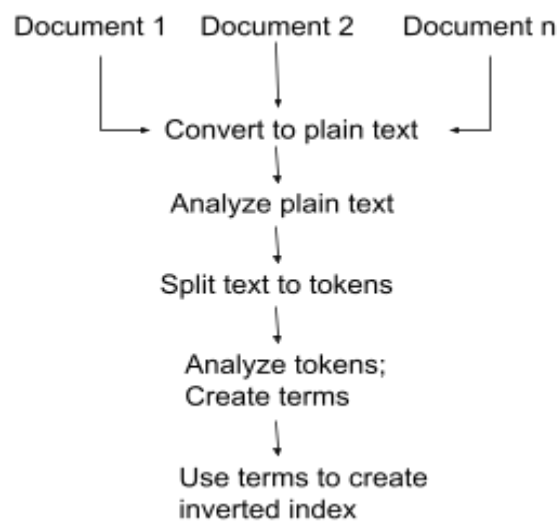 Document 1 Document 2 Document n
Convert to plain text
Analyze plain text
Split text to tokens
Analyze tokens;
Create terms
Use terms to create
inverted index